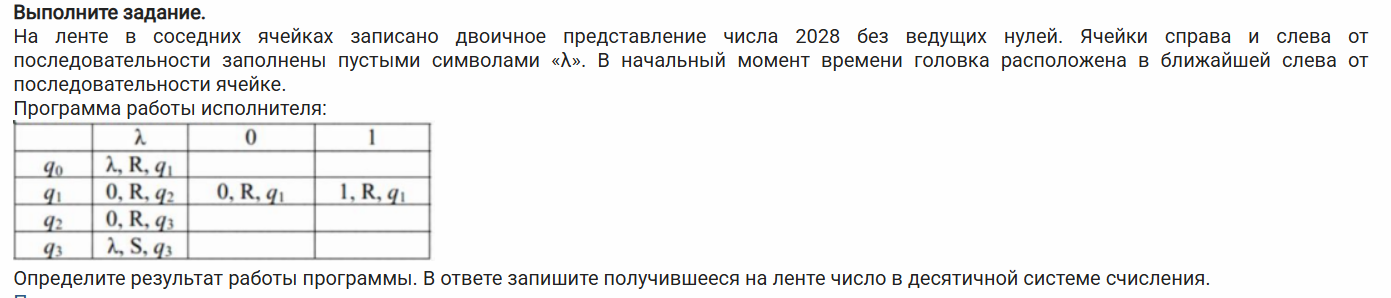 Выполните задание.
На ленте в соседних ячейках записано двоичное представление числа 2028 без ведущих нулей. Ячейки справа и слева от
последовательности заполнены пустыми символами «λ». В начальный момент времени головка расположена в ближайшей слева от
последовательности ячейке.
Программа работы исполнителя:
λ 0 1
q0 λ, R, q1
q1 0, R, q2 0, R, q1 1, R, q1
q2 0, R, q3
q3 λ, S, q3
Определите результат работы программы. В ответе запишите получившееся на ленте число в десятичной системе счисления.